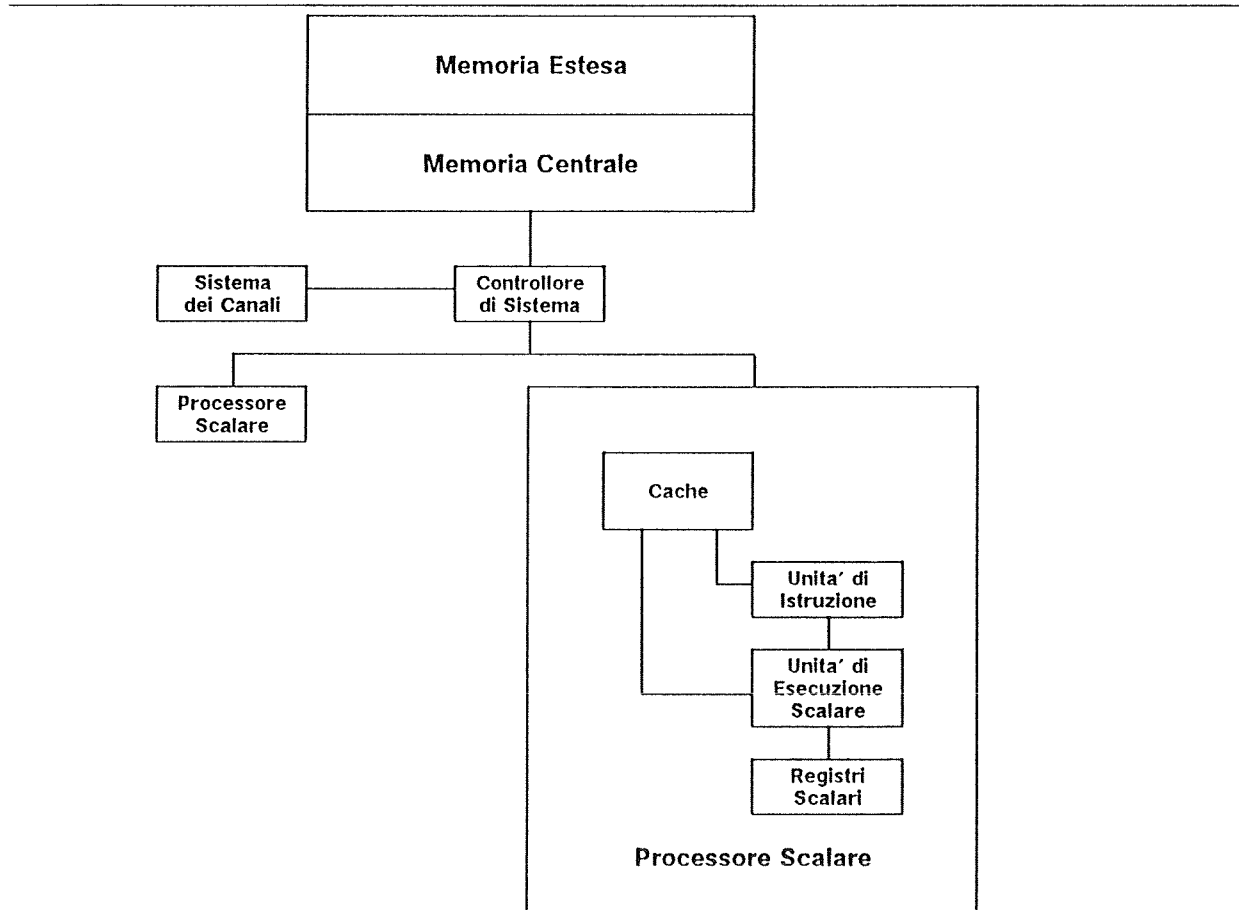 Memoria Estesa
Memoria Centrale
Sistema
dei Canali
Controllore
di Sistema
Processore
Scalare
Cache
Unita' di
Istruzione
Unita' di
Esecuzione
Scalare
Registri
Scalari
Processore Scalare